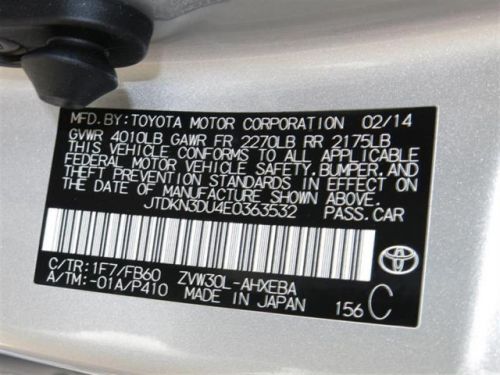 MFD.BY: TOYOTA MOTOR CORPORATION 02/14
GVWR 4010LB GAWR FR 2270LB RR 2175LB
THIS VEHICLE CONFORMS TO ALL APPLICABLE
FEDERAL MOTOR VEHICLE SAFETY, BUMPER, AND
THEFT PREVENTION STANDARDS IN EFFECT ON
THE DATE OF MANUFACTURE SHOWN ABOVE.
JTDKN3DU4E0363532 PASS.CAR
C/TR:1F7/FB60 ZVW30L-AHXEBA
A/TM:-01A/P410 MADE IN JAPAN 156 C